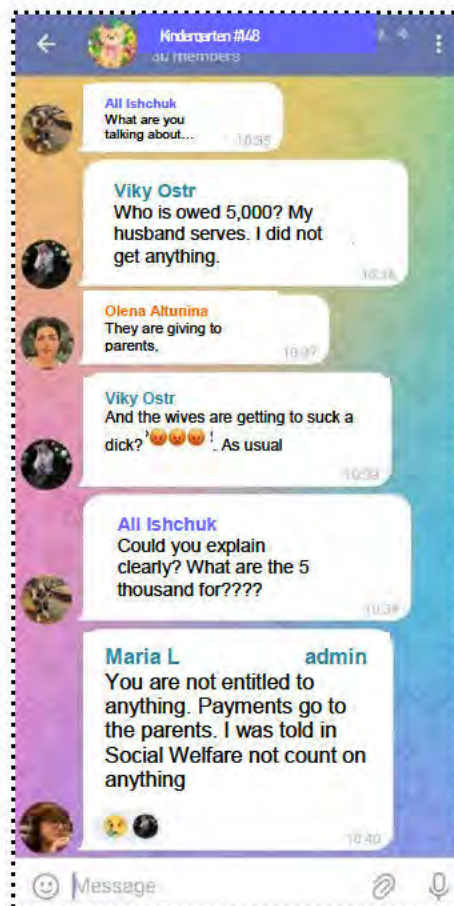 Kindergarten #148
30 members
Ali Ishchuk
What are you
talking about...
10:35
Viky Ostr
Who is owed 5,000? My
husband serves. I did not
get anything.
10:36
Olena Altunina
They are giving to
parents,
10:37
Viky Ostr
And the wives are getting to suck a
dick? 😡😡😡 ! . As usual
10:39
Ali Ishchuk
Could you explain
clearly? What are the 5
thousand for????
10:39
Maria L admin
You are not entitled to
anything. Payments go to
the parents. I was told in
Social Welfare not count on
anything
10:40
Message